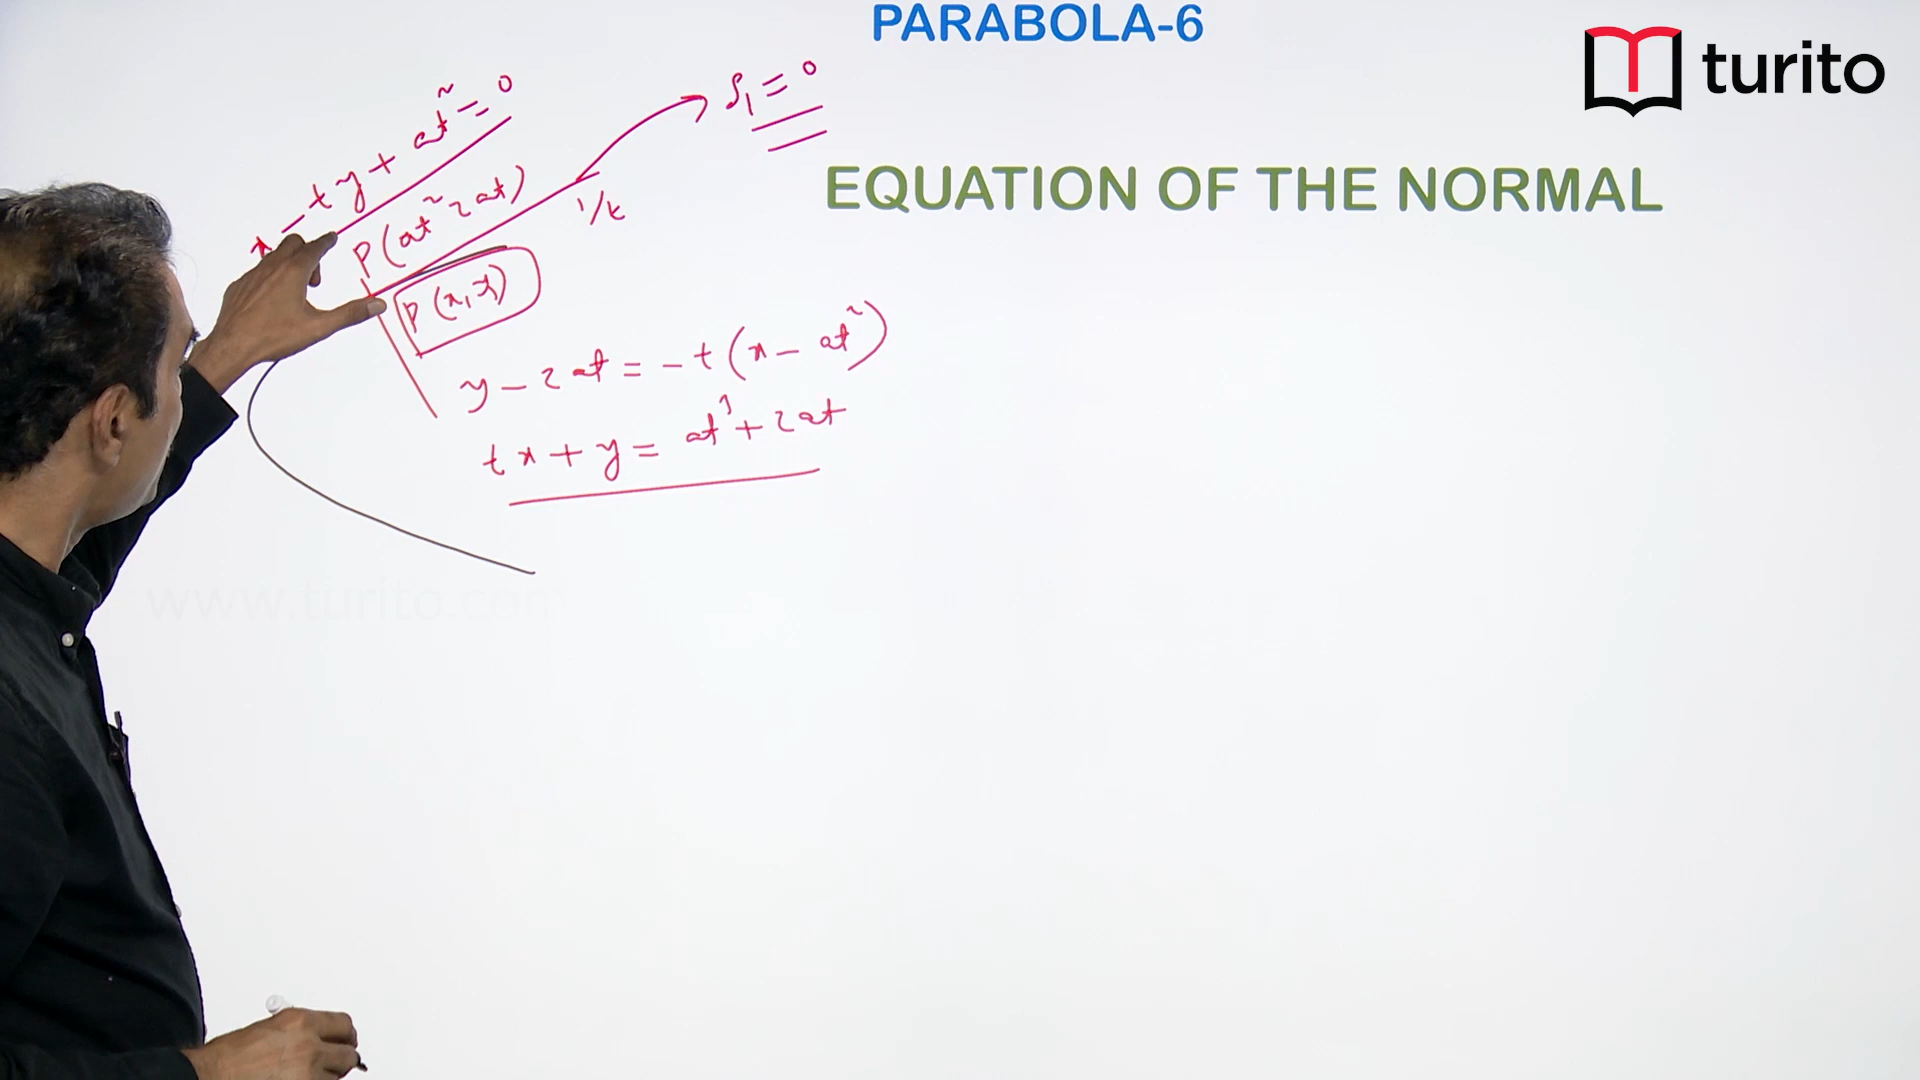 PARABOLA-6
turito
EQUATION OF THE NORMAL
x - ty + at² = 0
S₁ = 0
P(at² 2at)
1/t
P(x₁ y₁)
y - 2at = -t(x - at²)
tx + y = at³ + 2at
www.turito.com